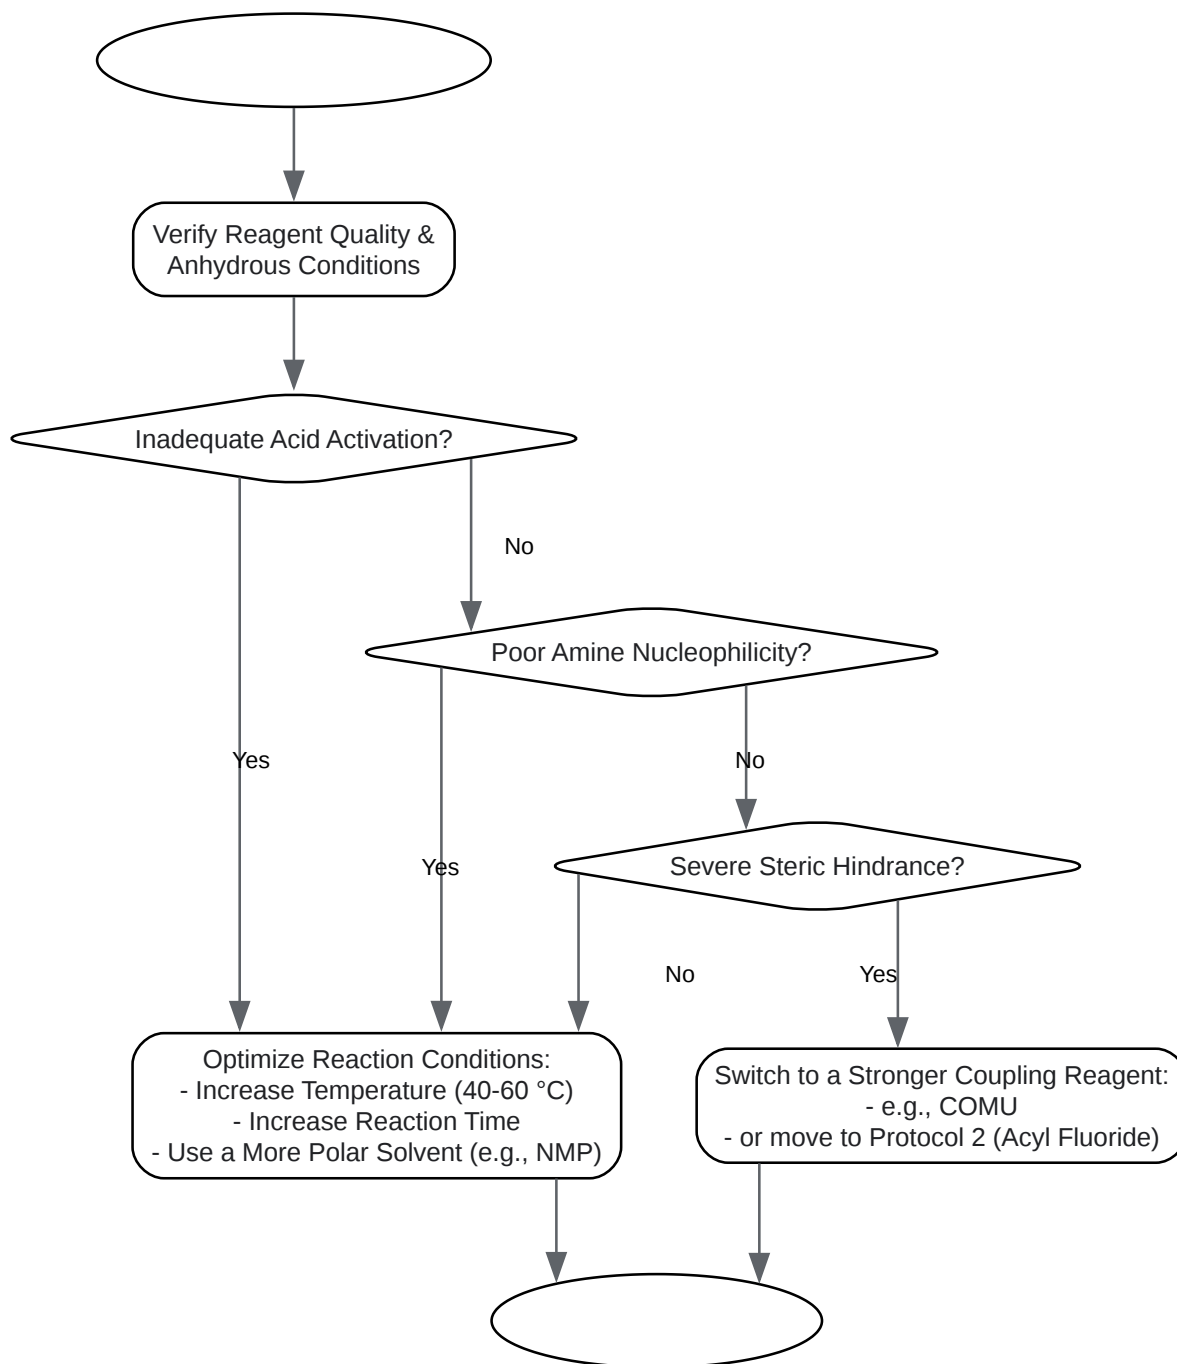 Verify Reagent Quality &
Anhydrous Conditions
Inadequate Acid Activation?
No
Poor Amine Nucleophilicity?
Yes
No
Yes
Severe Steric Hindrance?
No
Yes
Optimize Reaction Conditions:
- Increase Temperature (40-60 °C)
- Increase Reaction Time
- Use a More Polar Solvent (e.g., NMP)
Switch to a Stronger Coupling Reagent:
- e.g., COMU
- or move to Protocol 2 (Acyl Fluoride)